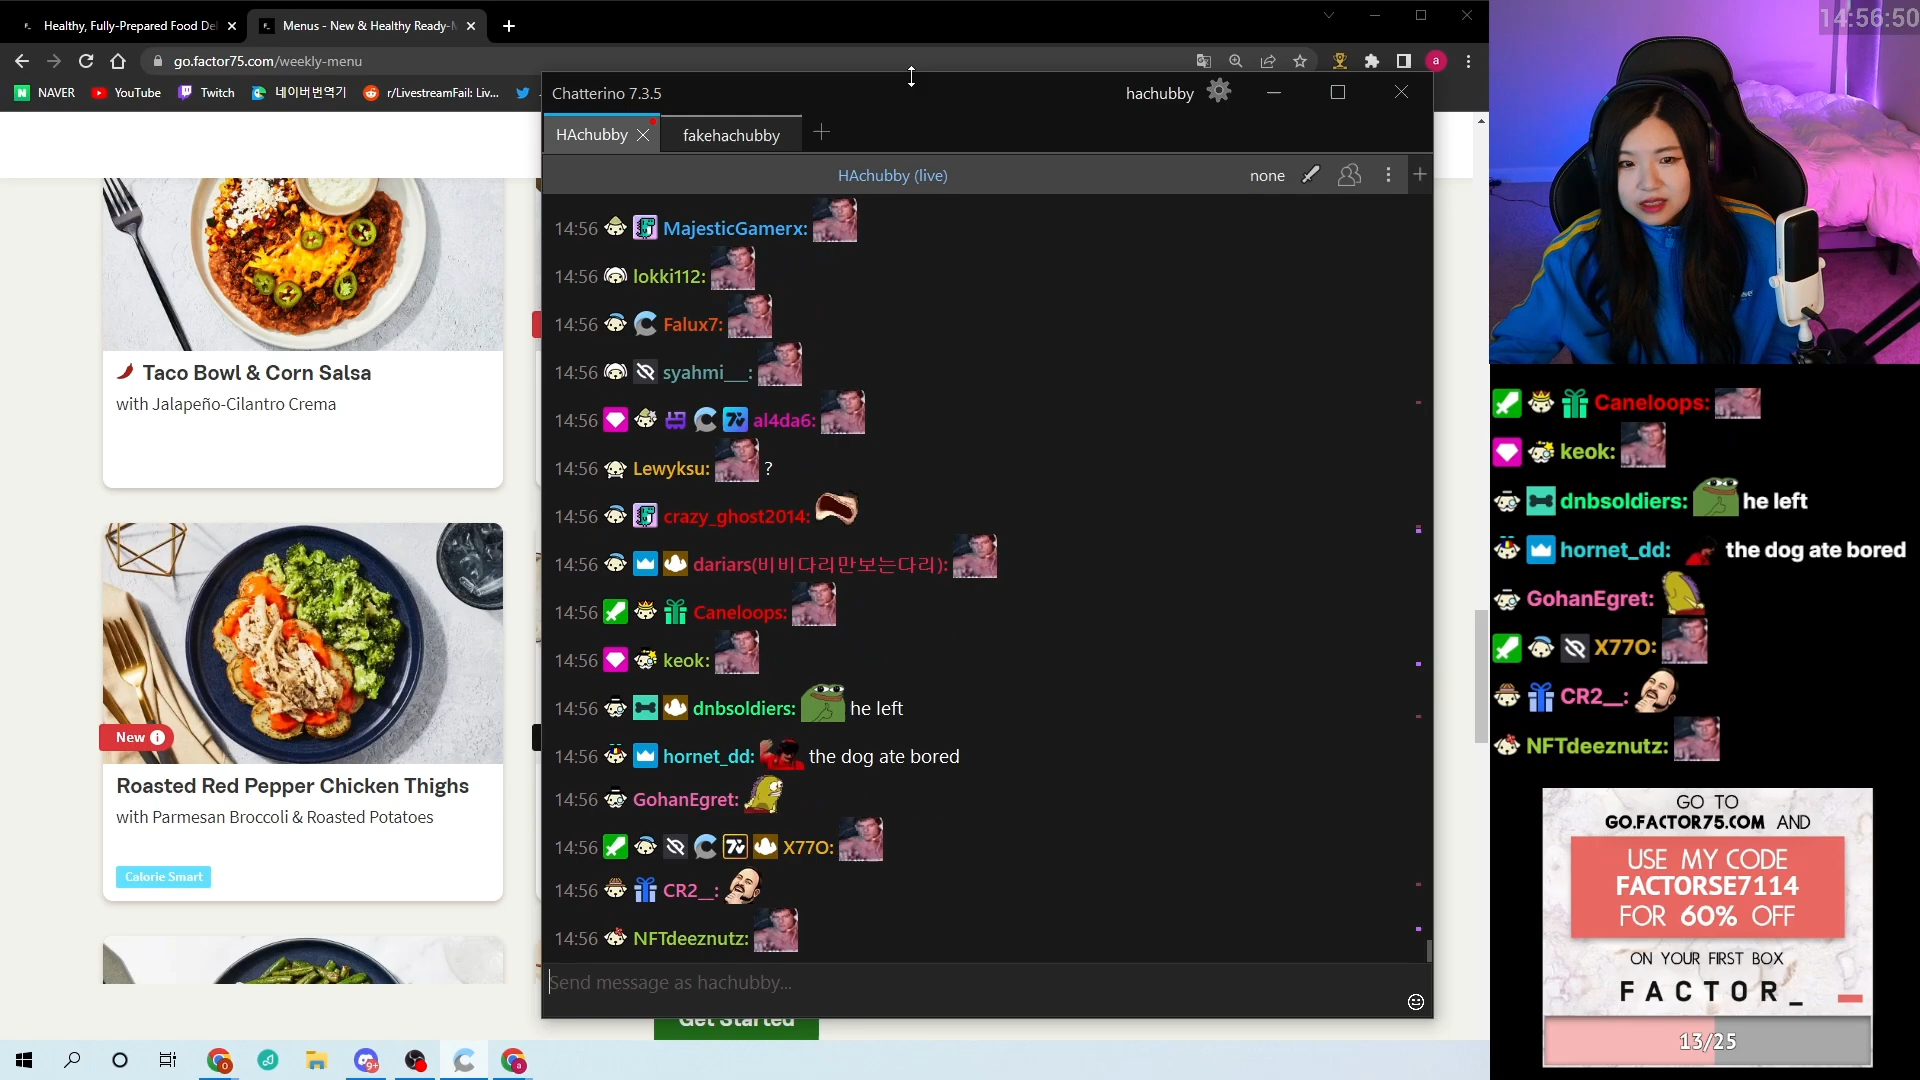 Healthy, Fully-Prepared Food De
Menus - New & Healthy Ready-M
14:56:50
go.factor75.com/weekly-menu
NAVER
YouTube
Twitch
네이버번역기
r/LivestreamFail: Liv...
Chatterino 7.3.5
hachubby
HAchubby
fakehachubby
HAchubby (live)
none
14:56 MajesticGamerx:
14:56 lokki112:
14:56 Falux7:
14:56 syahmi__:
14:56 al4da6:
14:56 Lewyksu: ?
14:56 crazy_ghost2014:
14:56 dariars(비비다리만보는다리):
14:56 Caneloops:
14:56 keok:
14:56 dnbsoldiers: he left
14:56 hornet_dd: the dog ate bored
14:56 GohanEgret:
14:56 X77O:
14:56 CR2__:
14:56 NFTdeeznutz:
Send message as hachubby...
Taco Bowl & Corn Salsa
with Jalapeño-Cilantro Crema
New
Roasted Red Pepper Chicken Thighs
with Parmesan Broccoli & Roasted Potatoes
Calorie Smart
Get Started
Caneloops:
keok:
dnbsoldiers: he left
hornet_dd: the dog ate bored
GohanEgret:
X77O:
CR2__:
NFTdeeznutz:
GO TO
GO.FACTOR75.COM AND
USE MY CODE
FACTORSE7114
FOR 60% OFF
ON YOUR FIRST BOX
FACTOR_
13/25
9+